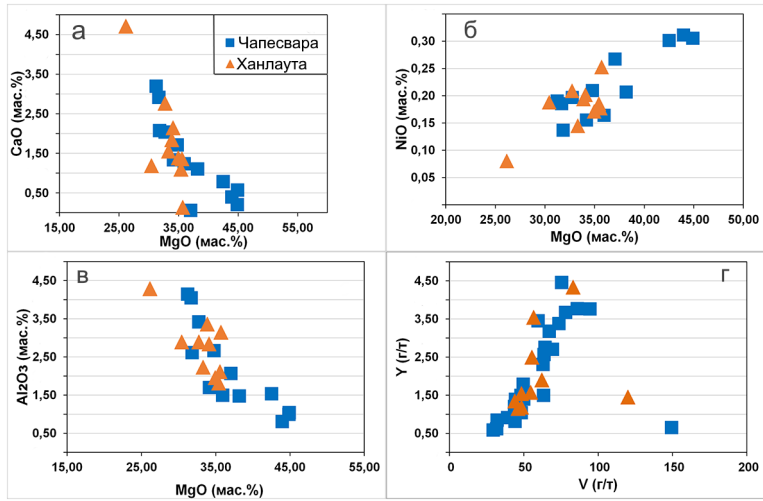 а
Чапесвара
Ханлаута
4,50
3,50
2,50
1,50
0,50
CaO (мас.%)
15,00 25,00 35,00 45,00 55,00
MgO (мас.%)
б
0,30
0,25
0,20
0,15
0,10
0,05
NiO (мас.%)
20,00 25,00 30,00 35,00 40,00 45,00 50,00
MgO (мас.%)
в
4,50
3,50
2,50
1,50
0,50
Al2O3 (мас.%)
15,00 25,00 35,00 45,00 55,00
MgO (мас.%)
г
4,50
3,50
2,50
1,50
0,50
Y (г/т)
0 50 100 150 200
V (г/т)